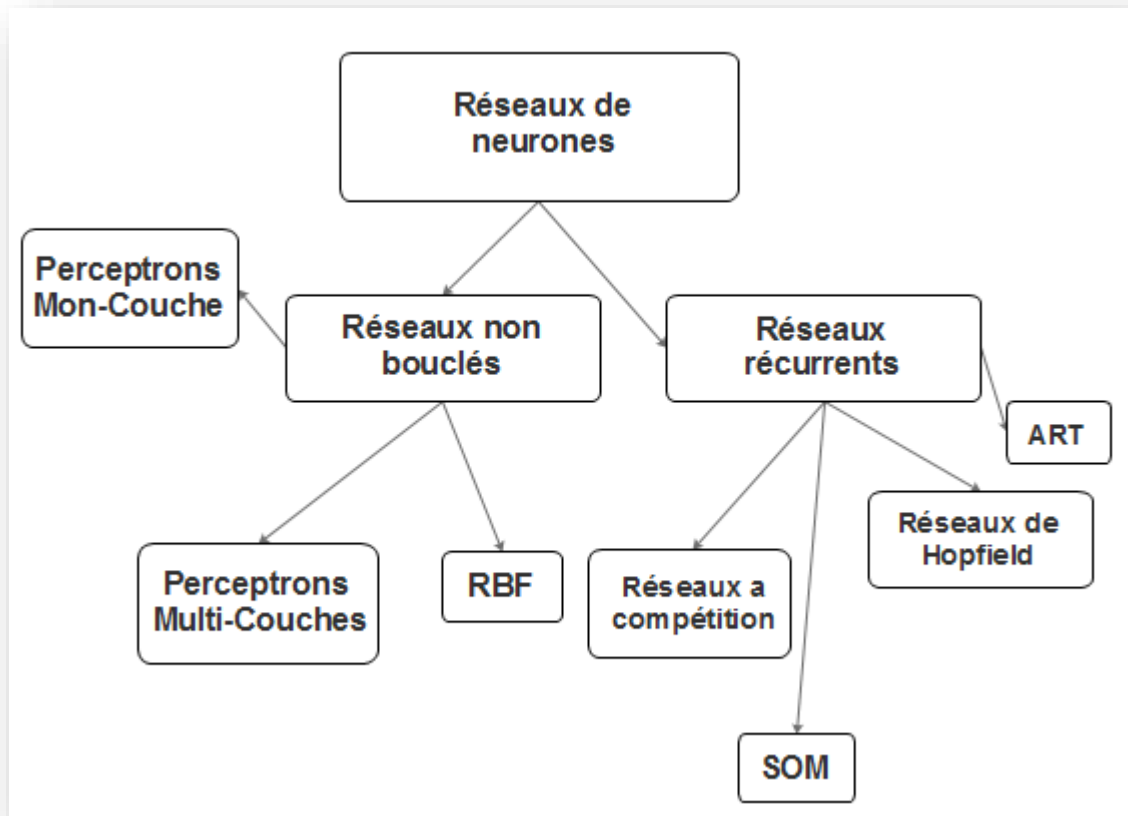 Réseaux de
neurones
Perceptrons
Mon-Couche
Réseaux non
bouclés
Réseaux
récurrents
ART
Réseaux de
Hopfield
Perceptrons
Multi-Couches
RBF
Réseaux a
compétition
SOM